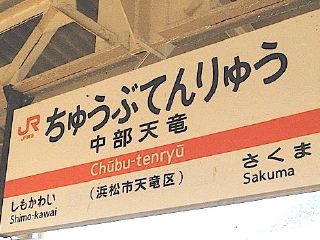 JR
ちゅうぶてんりゅう
中部天竜
Chūbu-tenryū
(浜松市天竜区)
しもかわい
Shimo-kawai
さくま
Sakuma